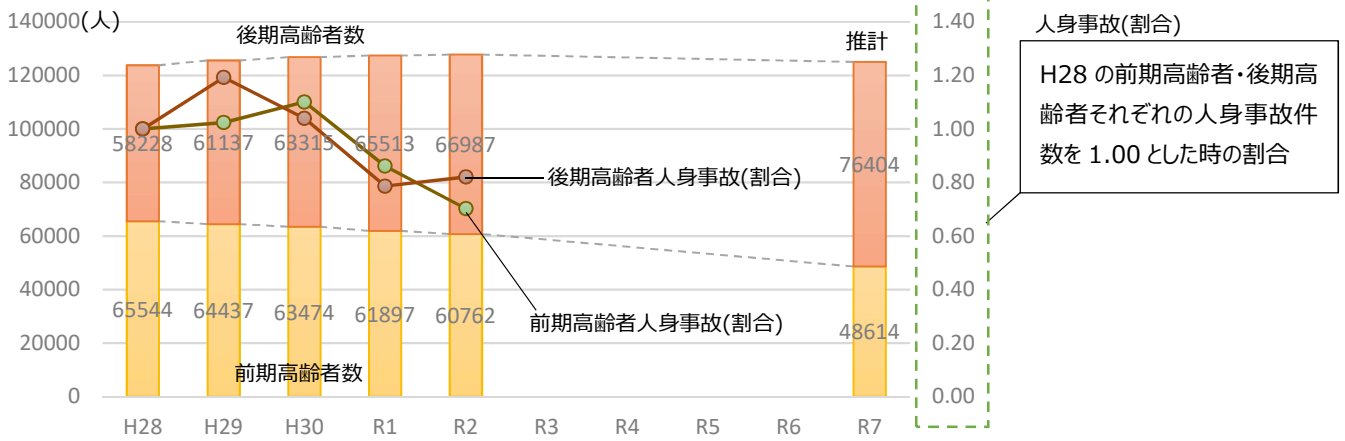 140000(人)
120000
100000
80000
60000
40000
20000
0
後期高齢者数
推計
58228
61137
63315
65513
66987
76404
後期高齢者人身事故(割合)
65544
64437
63474
61897
60762
48614
前期高齢者人身事故(割合)
前期高齢者数
H28
H29
H30
R1
R2
R3
R4
R5
R6
R7
1.40
1.20
1.00
0.80
0.60
0.40
0.20
0.00
人身事故(割合)
H28 の前期高齢者・後期高
齢者それぞれの人身事故件
数を 1.00 とした時の割合